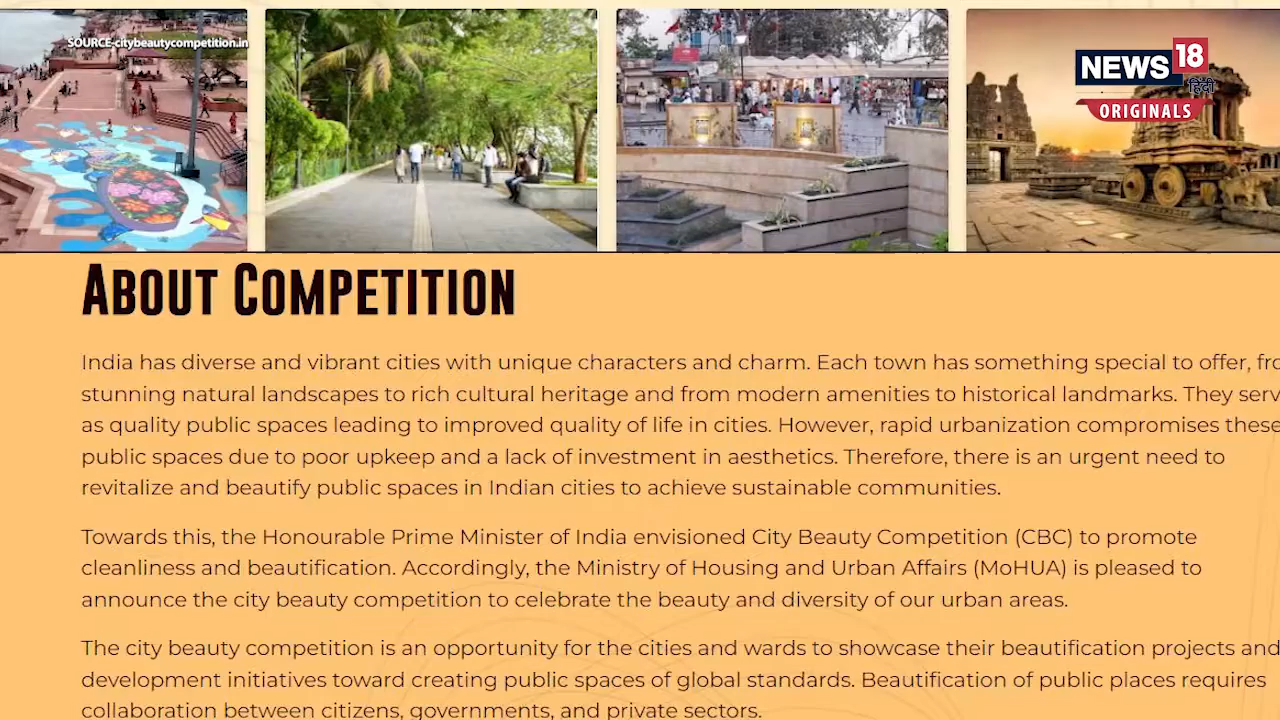 SOURCE-citybeautycompetition.in
NEWS 18
हिंदी
ORIGINALS
ABOUT COMPETITION
India has diverse and vibrant cities with unique characters and charm. Each town has something special to offer, fro
stunning natural landscapes to rich cultural heritage and from modern amenities to historical landmarks. They serv
as quality public spaces leading to improved quality of life in cities. However, rapid urbanization compromises these
public spaces due to poor upkeep and a lack of investment in aesthetics. Therefore, there is an urgent need to
revitalize and beautify public spaces in Indian cities to achieve sustainable communities.
Towards this, the Honourable Prime Minister of India envisioned City Beauty Competition (CBC) to promote
cleanliness and beautification. Accordingly, the Ministry of Housing and Urban Affairs (MoHUA) is pleased to
announce the city beauty competition to celebrate the beauty and diversity of our urban areas.
The city beauty competition is an opportunity for the cities and wards to showcase their beautification projects and
development initiatives toward creating public spaces of global standards. Beautification of public places requires
collaboration between citizens, governments, and private sectors.